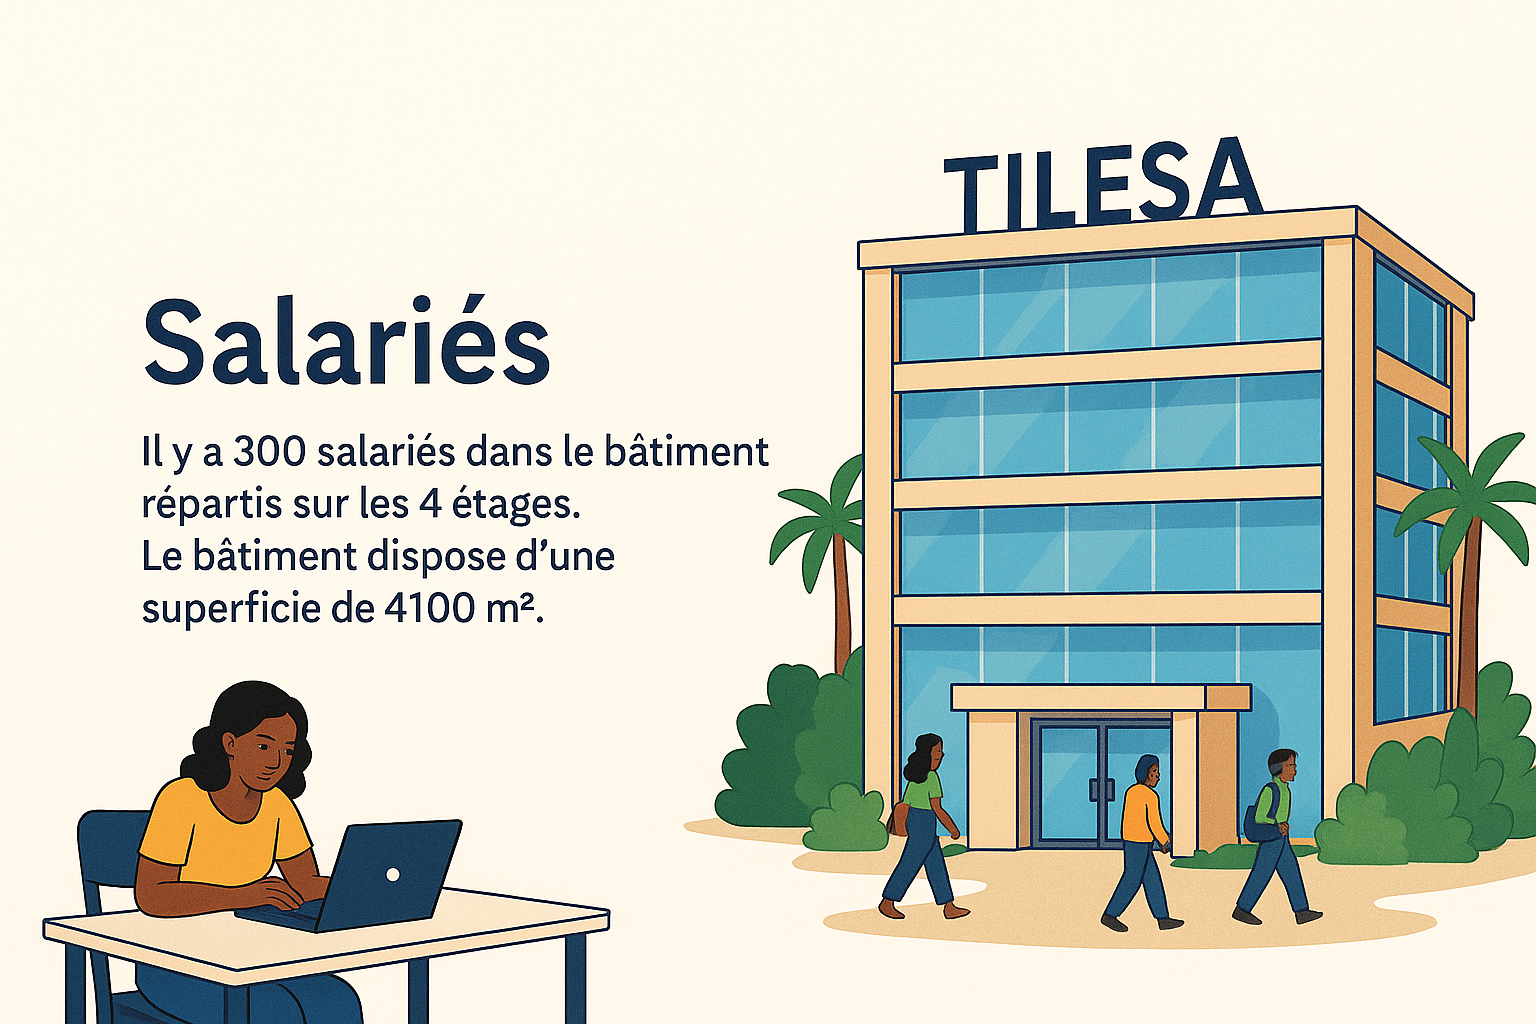 TILESA
Salariés
Il y a 300 salariés dans le bâtiment
répartis sur les 4 étages.
Le bâtiment dispose d’une
superficie de 4100 m².